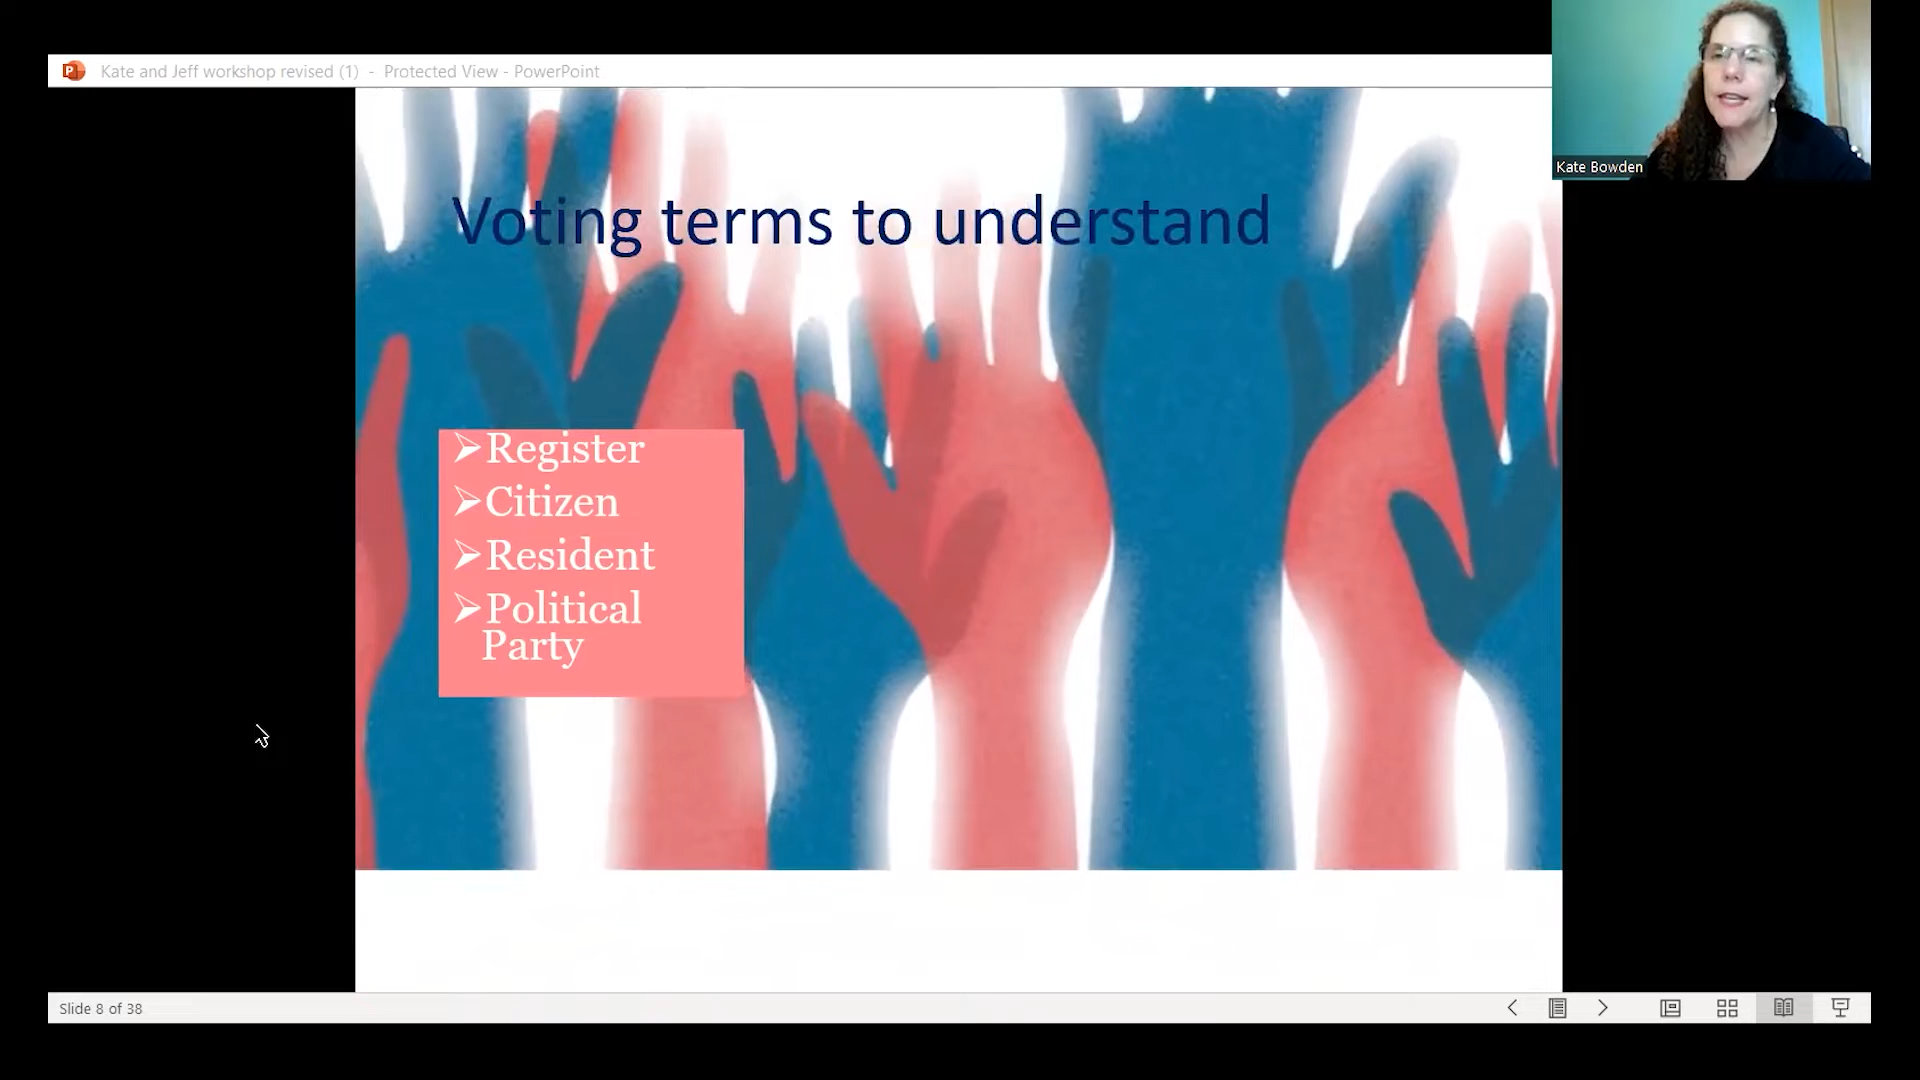 Kate and Jeff workshop revised (1) - Protected View - PowerPoint
Kate Bowden
Voting terms to understand
➢Register
➢Citizen
➢Resident
➢Political
Party
Slide 8 of 38